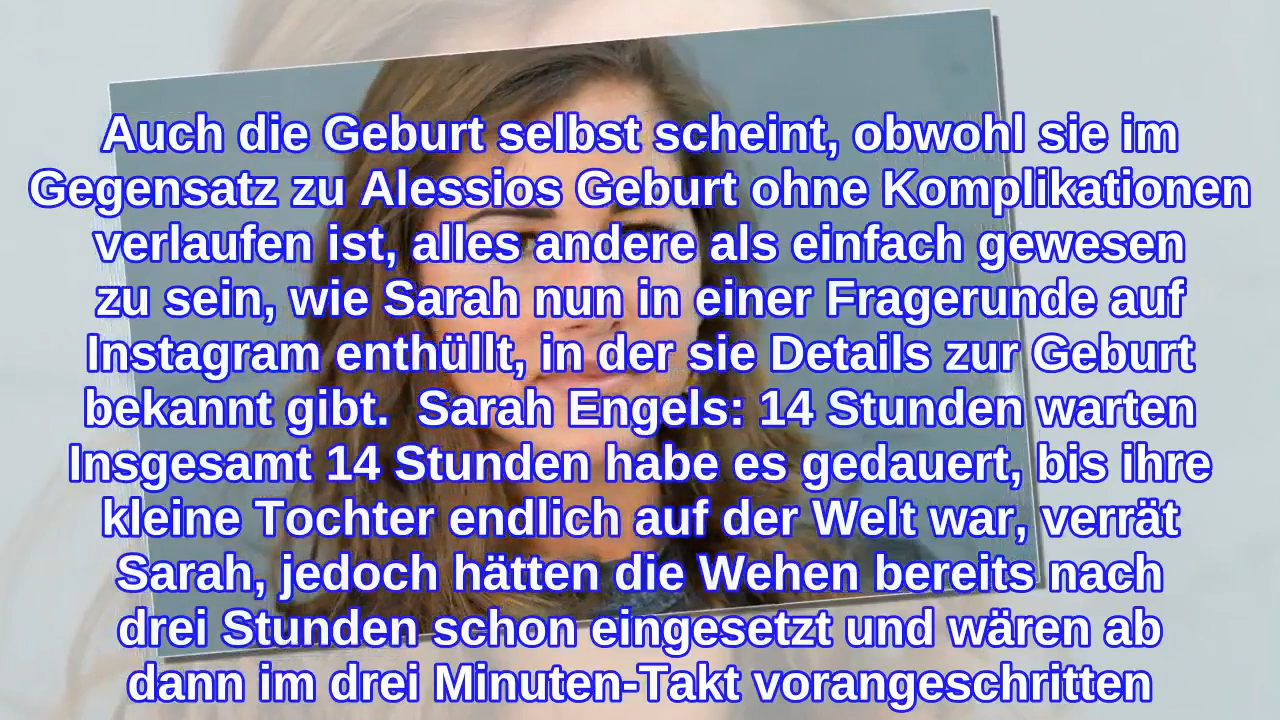 Auch die Geburt selbst scheint, obwohl sie im
Gegensatz zu Alessios Geburt ohne Komplikationen
verlaufen ist, alles andere als einfach gewesen
zu sein, wie Sarah nun in einer Fragerunde auf
Instagram enthüllt, in der sie Details zur Geburt
bekannt gibt.  Sarah Engels: 14 Stunden warten
Insgesamt 14 Stunden habe es gedauert, bis ihre
kleine Tochter endlich auf der Welt war, verrät
Sarah, jedoch hätten die Wehen bereits nach
drei Stunden schon eingesetzt und wären ab
dann im drei Minuten-Takt vorangeschritten